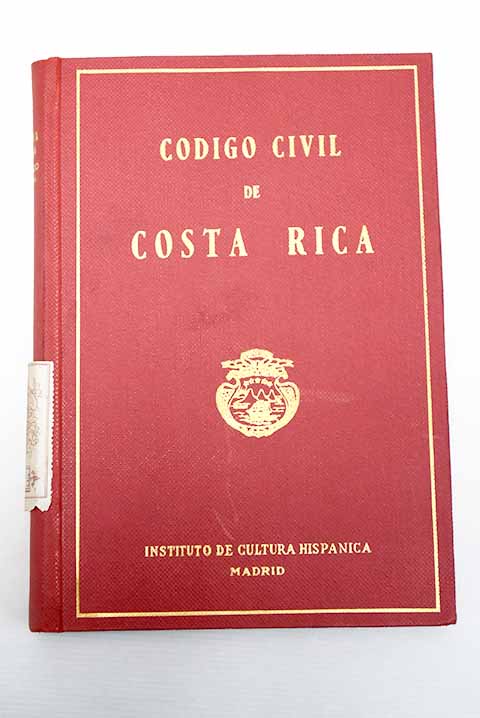 CODIGO CIVIL
DE
COSTA RICA
INSTITUTO DE CULTURA HISPANICA
MADRID